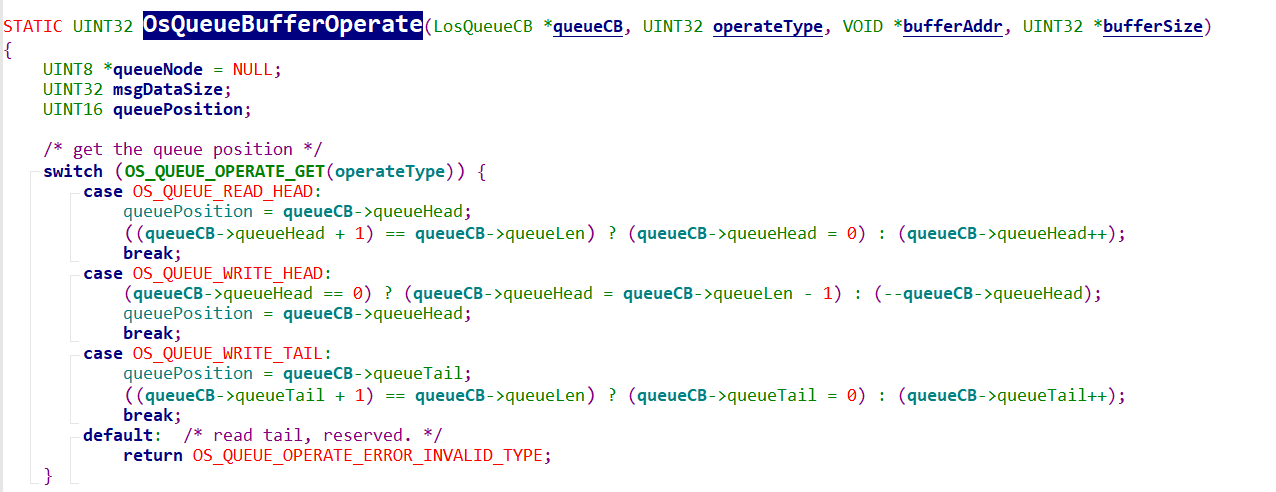 STATIC UINT32 OsQueueBufferOperate(LosQueueCB *queueCB, UINT32 operateType, VOID *bufferAddr, UINT32 *bufferSize)
{
    UINT8 *queueNode = NULL;
    UINT32 msgDataSize;
    UINT16 queuePosition;

    /* get the queue position */
    switch (OS_QUEUE_OPERATE_GET(operateType)) {
        case OS_QUEUE_READ_HEAD:
            queuePosition = queueCB->queueHead;
            ((queueCB->queueHead + 1) == queueCB->queueLen) ? (queueCB->queueHead = 0) : (queueCB->queueHead++);
            break;
        case OS_QUEUE_WRITE_HEAD:
            (queueCB->queueHead == 0) ? (queueCB->queueHead = queueCB->queueLen - 1) : (--queueCB->queueHead);
            queuePosition = queueCB->queueHead;
            break;
        case OS_QUEUE_WRITE_TAIL:
            queuePosition = queueCB->queueTail;
            ((queueCB->queueTail + 1) == queueCB->queueLen) ? (queueCB->queueTail = 0) : (queueCB->queueTail++);
            break;
        default:  /* read tail, reserved. */
            return OS_QUEUE_OPERATE_ERROR_INVALID_TYPE;
    }